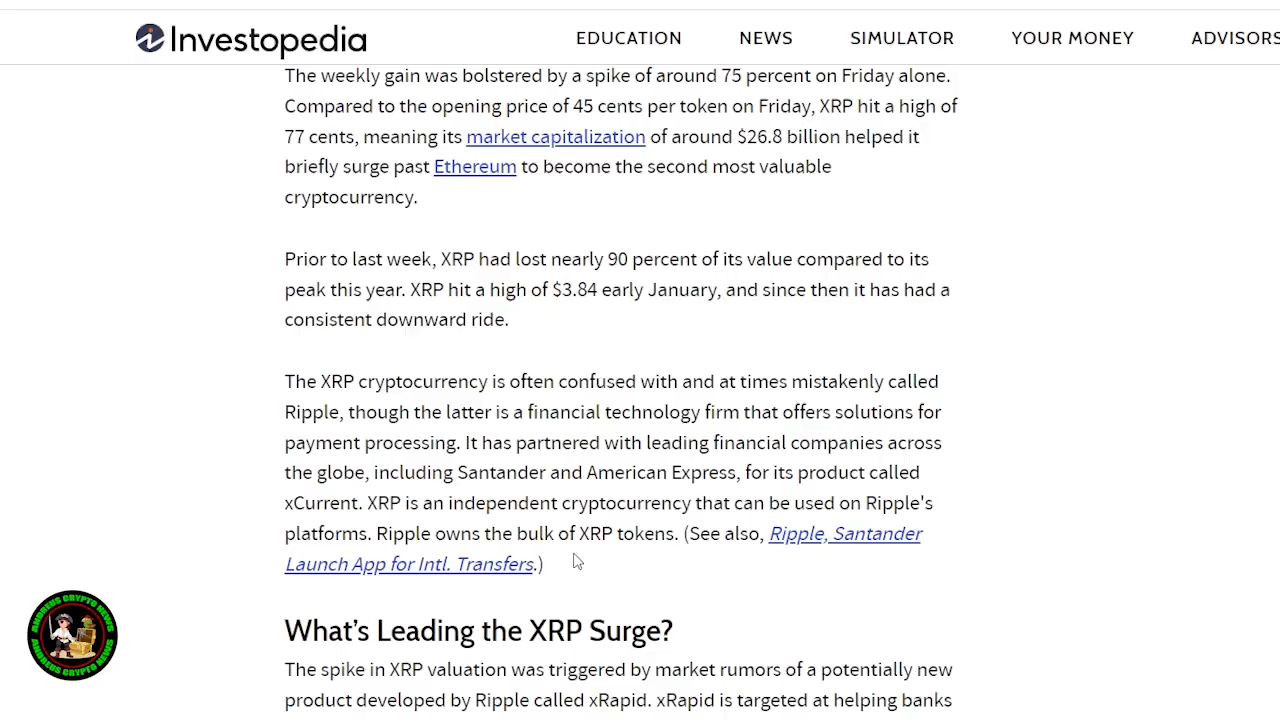 Investopedia
EDUCATION NEWS SIMULATOR YOUR MONEY ADVISORS
The weekly gain was bolstered by a spike of around 75 percent on Friday alone.
Compared to the opening price of 45 cents per token on Friday, XRP hit a high of
77 cents, meaning its market capitalization of around $26.8 billion helped it
briefly surge past Ethereum to become the second most valuable
cryptocurrency.
Prior to last week, XRP had lost nearly 90 percent of its value compared to its
peak this year. XRP hit a high of $3.84 early January, and since then it has had a
consistent downward ride.
The XRP cryptocurrency is often confused with and at times mistakenly called
Ripple, though the latter is a financial technology firm that offers solutions for
payment processing. It has partnered with leading financial companies across
the globe, including Santander and American Express, for its product called
xCurrent. XRP is an independent cryptocurrency that can be used on Ripple's
platforms. Ripple owns the bulk of XRP tokens. (See also, Ripple, Santander
Launch App for Intl. Transfers.)
ANDREUS CRYPTO NEWS
ANDREUS CRYPTO NEWS
What’s Leading the XRP Surge?
The spike in XRP valuation was triggered by market rumors of a potentially new
product developed by Ripple called xRapid. xRapid is targeted at helping banks